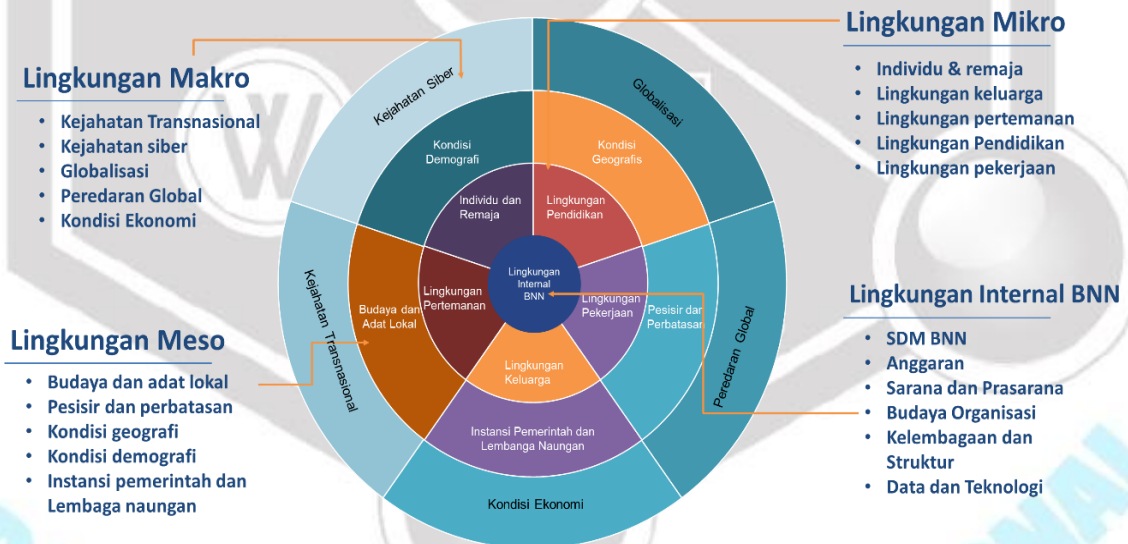 Lingkungan Makro
• Kejahatan Transnasional
• Kejahatan siber
• Globalisasi
• Peredaran Global
• Kondisi Ekonomi
Lingkungan Meso
• Budaya dan adat lokal
• Pesisir dan perbatasan
• Kondisi geografi
• Kondisi demografi
• Instansi pemerintah dan
Lembaga naungan
Kejahatan Siber
Globalisasi
Peredaran Global
Kondisi Ekonomi
Kejahatan Transnasional
Kondisi
Demografi
Kondisi
Geografis
Pesisir dan
Perbatasan
Instansi Pemerintah dan
Lembanga Naungan
Budaya dan
Adat Lokal
Individu dan
Remaja
Lingkungan
Pendidikan
Lingkungan
Pekerjaan
Lingkungan
Keluarga
Lingkungan
Pertemanan
Lingkungan
Internal
BNN
Lingkungan Mikro
• Individu & remaja
• Lingkungan keluarga
• Lingkungan pertemanan
• Lingkungan Pendidikan
• Lingkungan pekerjaan
Lingkungan Internal BNN
• SDM BNN
• Anggaran
• Sarana dan Prasarana
• Budaya Organisasi
• Kelembagaan dan
Struktur
• Data dan Teknologi